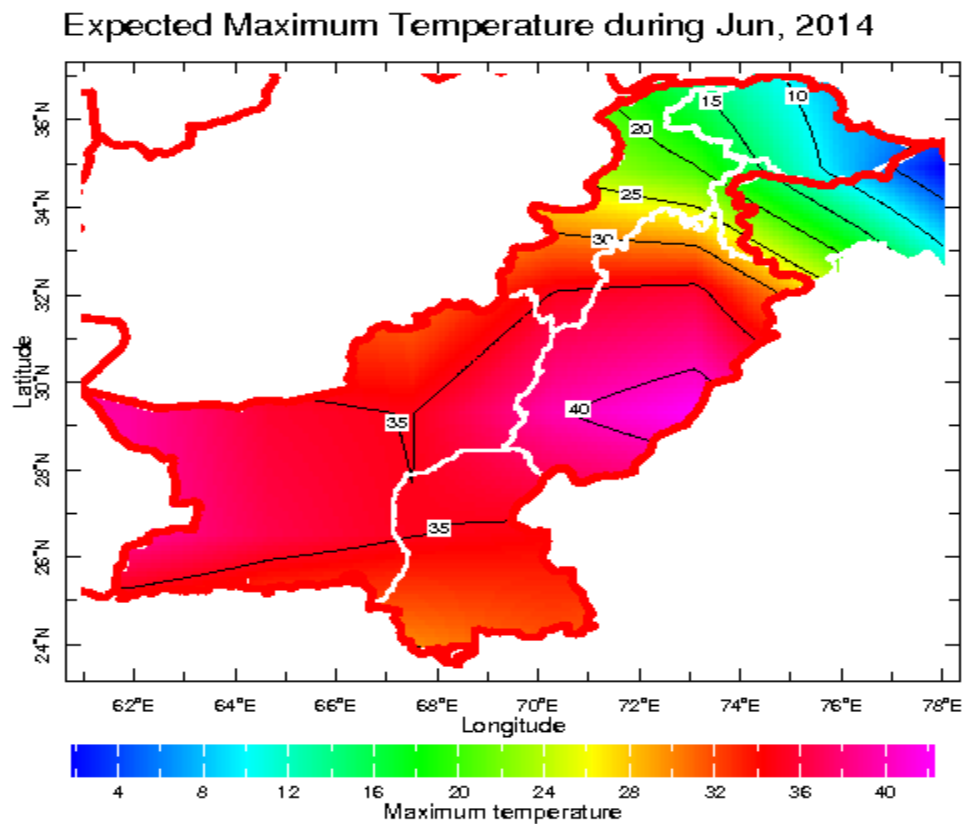 Expected Maximum Temperature during Jun, 2014
36°N
34°N
32°N
30°N
28°N
26°N
24°N
Latitude
15
10
20
25
30
40
35
35
62°E 64°E 66°E 68°E 70°E 72°E 74°E 76°E 78°E
Longitude
4 8 12 16 20 24 28 32 36 40
Maximum temperature